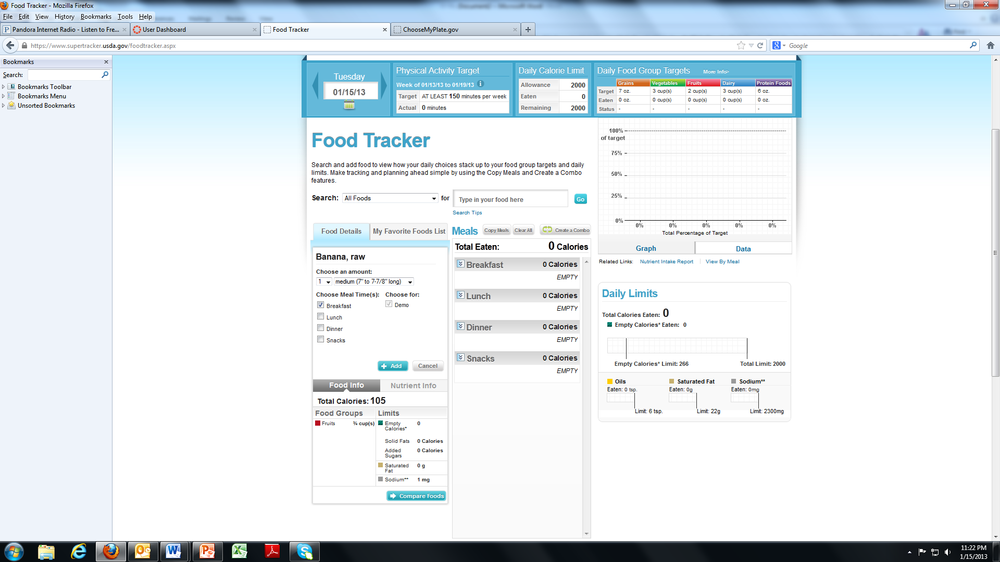 Food Tracker - Mozilla Firefox
File Edit View History Bookmarks Tools Help
Pandora Internet Radio - Listen to Fre...
User Dashboard
Food Tracker
ChooseMyPlate.gov
https://www.supertracker.usda.gov/foodtracker.aspx
Google
Bookmarks
Search:
Bookmarks Toolbar
Bookmarks Menu
Unsorted Bookmarks
Tuesday
01/15/13
Physical Activity Target
Week of 01/13/13 to 01/19/13
Target AT LEAST 150 minutes per week
Actual 0 minutes
Daily Calorie Limit
Allowance 2000
Eaten 0
Remaining 2000
Daily Food Group Targets More Info>
Grains Vegetables Fruits Dairy Protein Foods
Target 7 oz. 3 cup(s) 2 cup(s) 3 cup(s) 6 oz.
Eaten 0 oz. 0 cup(s) 0 cup(s) 0 cup(s) 0 oz.
Status - - - - -
Food Tracker
Search and add food to view how your daily choices stack up to your food group targets and daily
limits. Make tracking and planning ahead simple by using the Copy Meals and Create a Combo
features.
Search: All Foods for Type in your food here Go
Search Tips
Food Details My Favorite Foods List
Banana, raw
Choose an amount:
1 medium (7" to 7-7/8" long)
Choose Meal Time(s): Choose for:
Breakfast Demo
Lunch
Dinner
Snacks
Add Cancel
Food Info Nutrient Info
Total Calories: 105
Food Groups Limits
Fruits ¾ cup(s)
Empty
Calories* 0
Solid Fats 0 Calories
Added
Sugars 0 Calories
Saturated
Fat 0 g
Sodium** 1 mg
Compare Foods
Meals Copy Meals Clear All Create a Combo
Total Eaten: 0 Calories
Breakfast 0 Calories
EMPTY
Lunch 0 Calories
EMPTY
Dinner 0 Calories
EMPTY
Snacks 0 Calories
EMPTY
100%
of target
75%
50%
25%
0%
0% 0% 0% 0% 0%
Total Percentage of Target
Graph Data
Related Links: Nutrient Intake Report View By Meal
Daily Limits
Total Calories Eaten: 0
Empty Calories* Eaten: 0
Empty Calories* Limit: 266 Total Limit: 2000
Oils Saturated Fat Sodium**
Eaten: 0 tsp. Eaten: 0g Eaten: 0mg
Limit: 6 tsp. Limit: 22g Limit: 2300mg
11:22 PM
1/15/2013